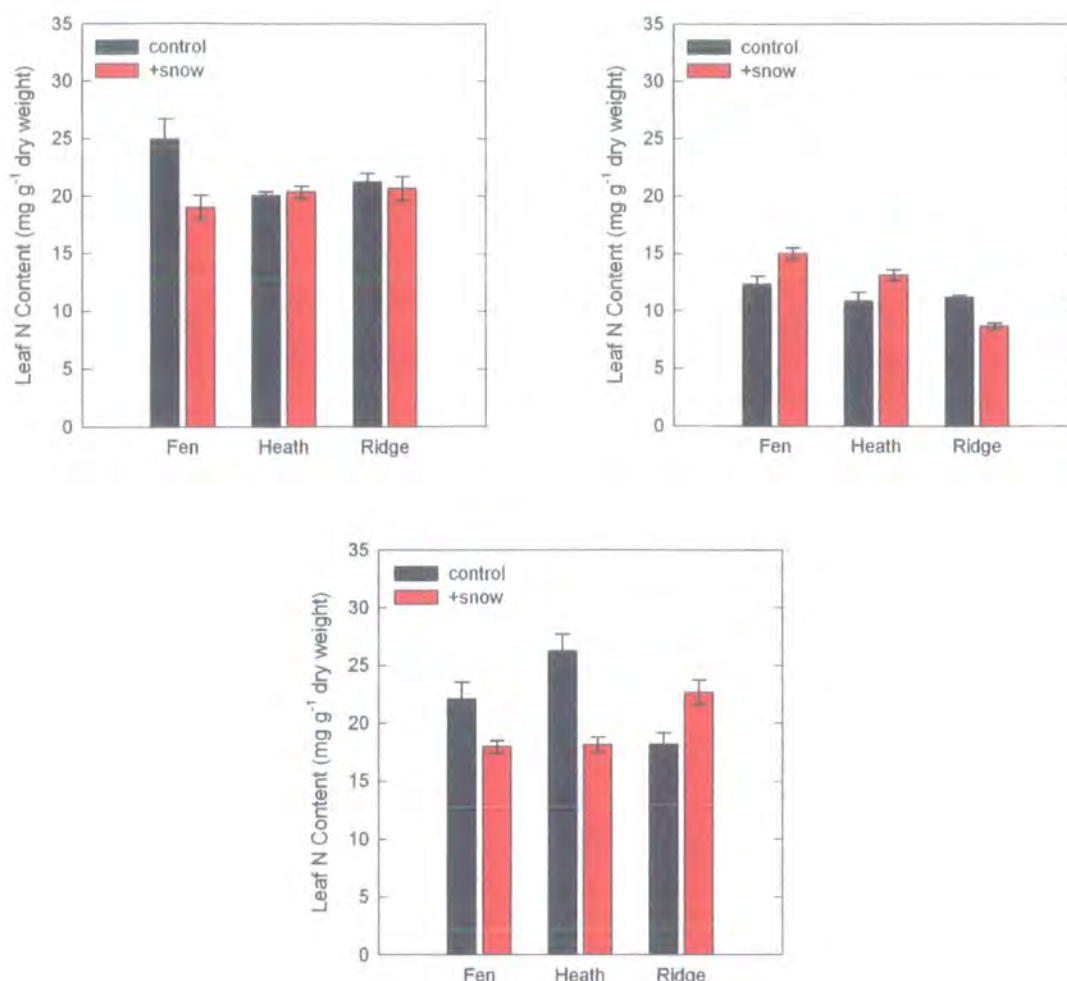 35
30
25
20
15
10
5
0
Leaf N Content (mg g⁻¹ dry weight)
control
+snow
Fen Heath Ridge
35
30
25
20
15
10
5
0
Leaf N Content (mg g⁻¹ dry weight)
control
+snow
Fen Heath Ridge
35
30
25
20
15
10
5
0
Leaf N Content (mg g⁻¹ dry weight)
control
+snow
Fen Heath Ridge